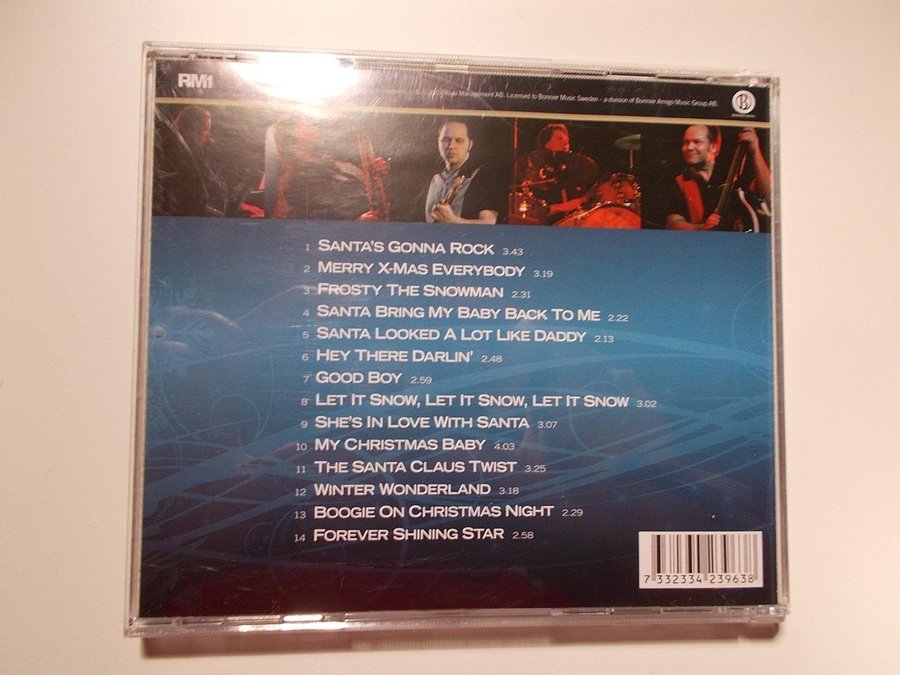 RM1
Management AB. Licensed to Bonnier Music Sweden – a division of Bonnier Amigo Music Group AB.
B
1 SANTA'S GONNA ROCK 3.43
2 MERRY X-MAS EVERYBODY 3.19
3 FROSTY THE SNOWMAN 2.31
4 SANTA BRING MY BABY BACK TO ME 2.22
5 SANTA LOOKED A LOT LIKE DADDY 2.13
6 HEY THERE DARLIN' 2.48
7 GOOD BOY 2.59
8 LET IT SNOW, LET IT SNOW, LET IT SNOW 3.02
9 SHE'S IN LOVE WITH SANTA 3.07
10 MY CHRISTMAS BABY 4.03
11 THE SANTA CLAUS TWIST 3.25
12 WINTER WONDERLAND 3.18
13 BOOGIE ON CHRISTMAS NIGHT 2.29
14 FOREVER SHINING STAR 2.58
7 332334 239638